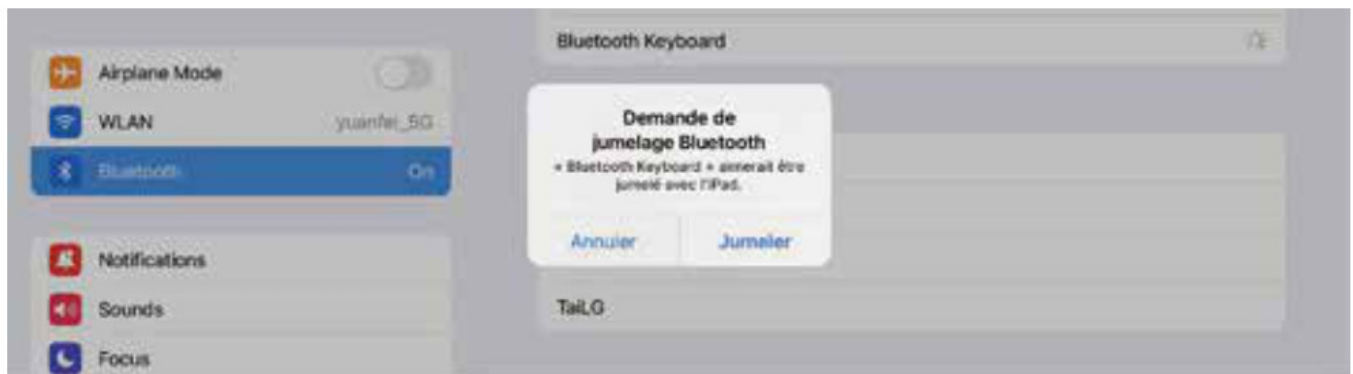 Airplane Mode
WLAN yuanfei_5G
Bluetooth On
Notifications
Sounds
Focus
Bluetooth Keyboard
Demande de
jumelage Bluetooth
« Bluetooth Keyboard » aimerait être
jumelé avec l'iPad.
Annuler Jumeler
TaiLG